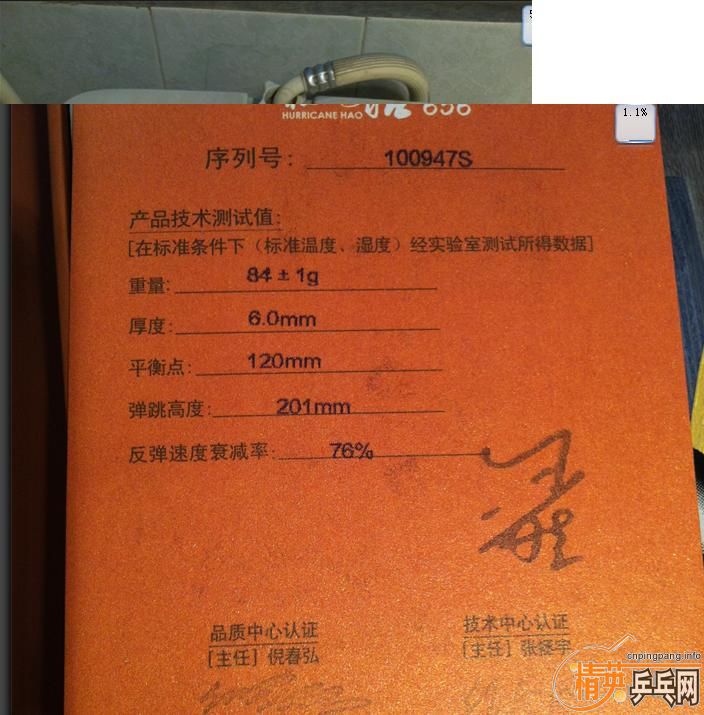 HURRICANE HAO 656
1.1%
序列号: 100947S
产品技术测试值:
[在标准条件下（标准温度、湿度）经实验室测试所得数据]
重量: 84±1g
厚度: 6.0mm
平衡点: 120mm
弹跳高度: 201mm
反弹速度衰减率: 76%
品质中心认证
[主任] 倪春弘
技术中心认证
[主任] 张继宇
cnpingpang.info
精英乒乓网